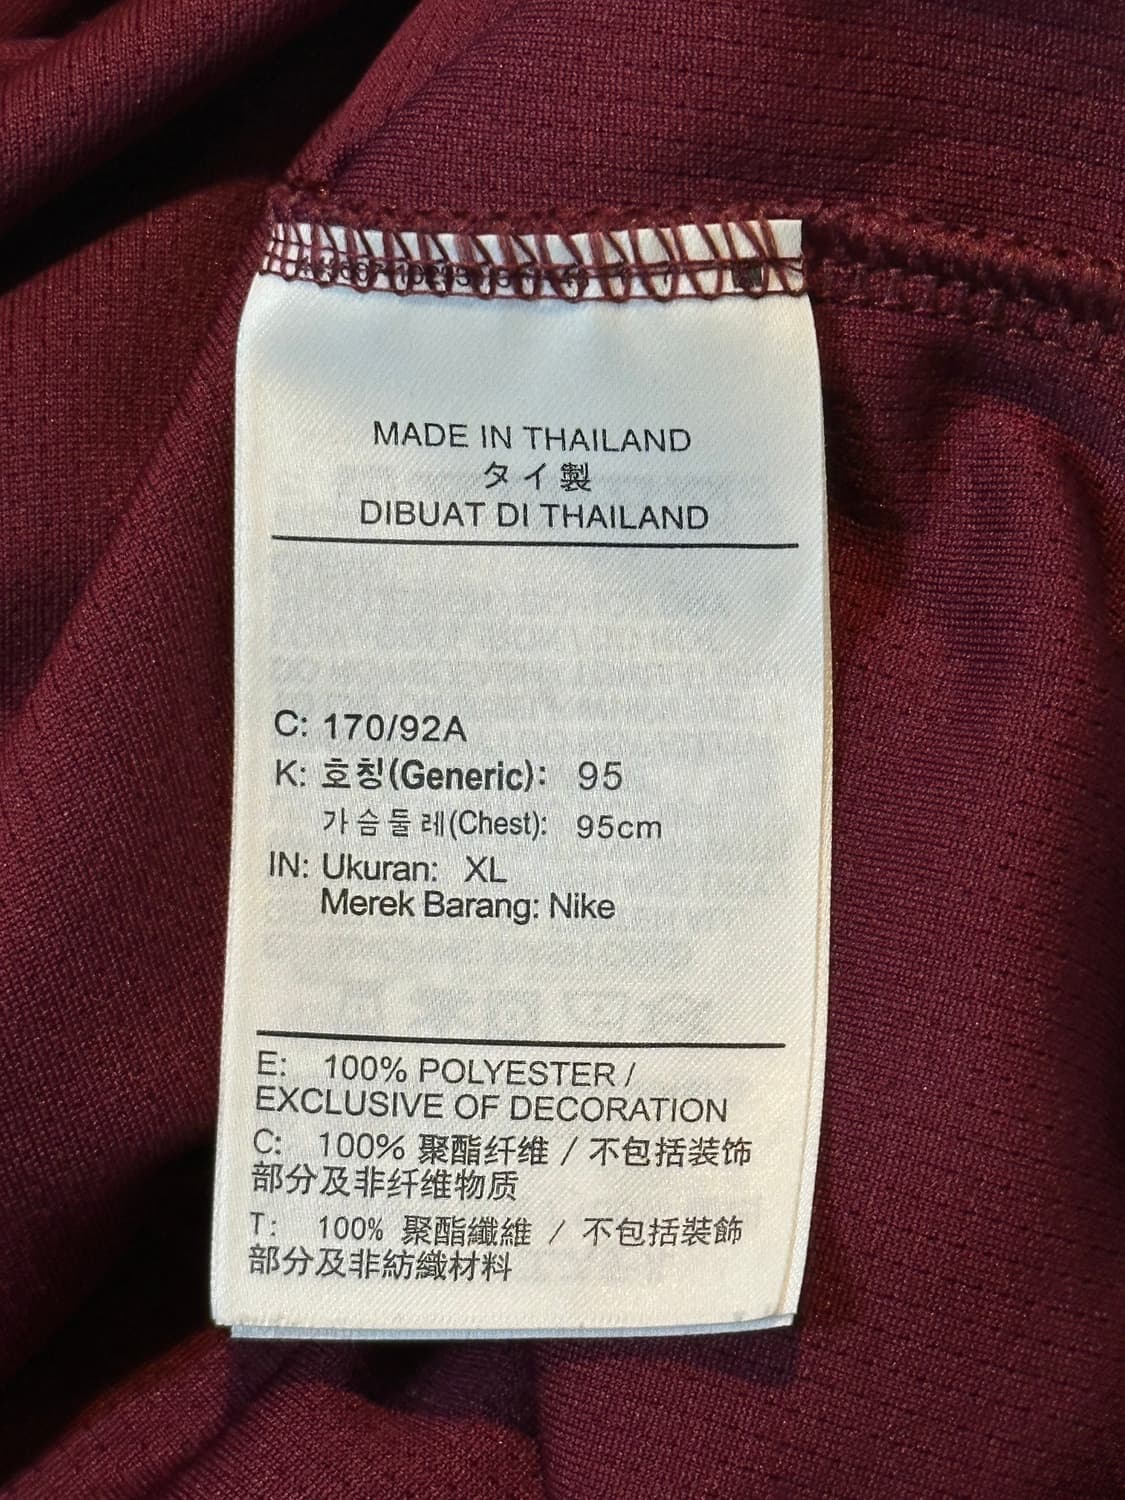 MADE IN THAILAND
タイ製
DIBUAT DI THAILAND
C: 170/92A
K: 호칭(Generic): 95
가슴둘레(Chest): 95cm
IN: Ukuran: XL
Merek Barang: Nike
E: 100% POLYESTER /
EXCLUSIVE OF DECORATION
C: 100% 聚酯纤维 / 不包括装饰
部分及非纤维物质
T: 100% 聚酯纖維 / 不包括裝飾
部分及非紡織材料